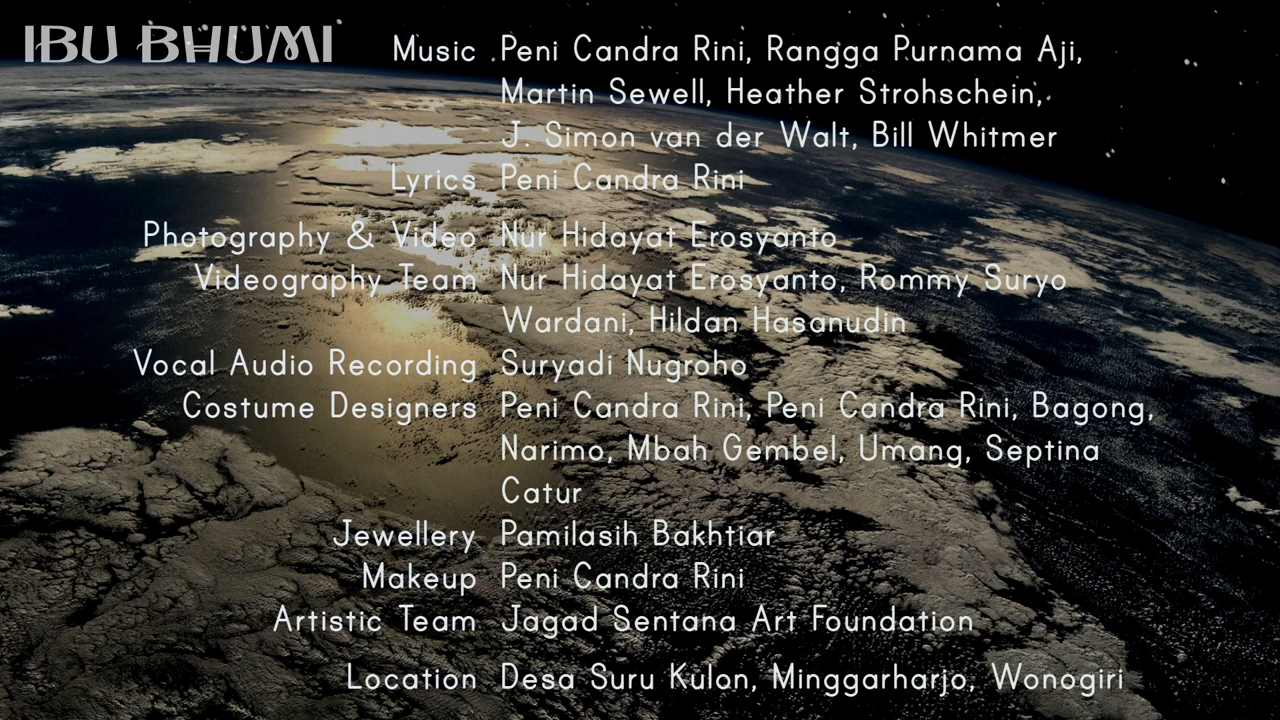 IBU BHUMI
Music Peni Candra Rini, Rangga Purnama Aji,
Martin Sewell, Heather Strohschein,
J. Simon van der Walt, Bill Whitmer
Lyrics Peni Candra Rini
Photography & Video Nur Hidayat Erosyanto
Videography Team Nur Hidayat Erosyanto, Rommy Suryo
Wardani, Hildan Hasanudin
Vocal Audio Recording Suryadi Nugroho
Costume Designers Peni Candra Rini, Peni Candra Rini, Bagong,
Narimo, Mbah Gembel, Umang, Septina
Catur
Jewellery Pamilasih Bakhtiar
Makeup Peni Candra Rini
Artistic Team Jagad Sentana Art Foundation
Location Desa Suru Kulon, Minggarharjo, Wonogiri